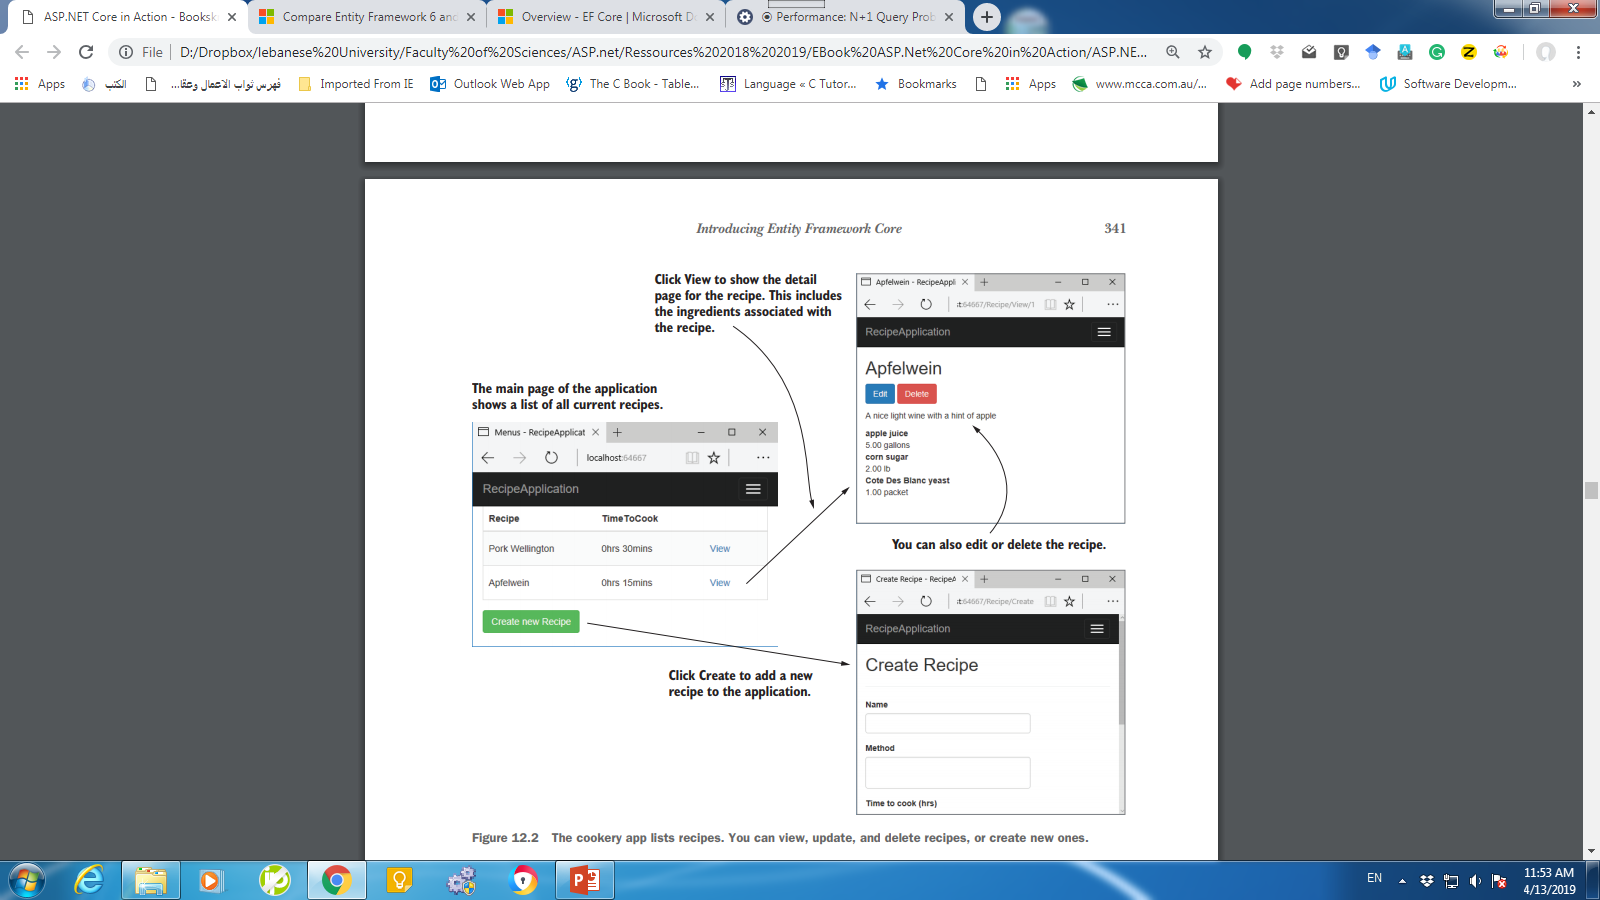 ASP.NET Core in Action - Booksk
Compare Entity Framework 6 and
Overview - EF Core | Microsoft D
Performance: N+1 Query Prob
File
D:/Dropbox/lebanese%20University/Faculty%20of%20Sciences/ASP.net/Ressources%202018%202019/EBook%20ASP.Net%20Core%20in%20Action/ASP.NE...
Apps
الكتب
فهرس ثواب الاعمال وعقا...
Imported From IE
Outlook Web App
The C Book - Table...
Language « C Tutor...
Bookmarks
Apps
www.mcca.com.au/...
Add page numbers...
Software Developm...
»
Introducing Entity Framework Core 341
Click View to show the detail
page for the recipe. This includes
the ingredients associated with
the recipe.
The main page of the application
shows a list of all current recipes.
Menus - RecipeApplicat
localhost:64667
RecipeApplication
Recipe TimeToCook
Pork Wellington 0hrs 30mins View
Apfelwein 0hrs 15mins View
Create new Recipe
Apfelwein - RecipeAppli
:64667/Recipe/View/1
RecipeApplication
Apfelwein
Edit Delete
A nice light wine with a hint of apple
apple juice
5.00 gallons
corn sugar
2.00 lb
Cote Des Blanc yeast
1.00 packet
You can also edit or delete the recipe.
Click Create to add a new
recipe to the application.
Create Recipe - RecipeA
:64667/Recipe/Create
RecipeApplication
Create Recipe
Name
Method
Time to cook (hrs)
Figure 12.2 The cookery app lists recipes. You can view, update, and delete recipes, or create new ones.
EN
11:53 AM
4/13/2019